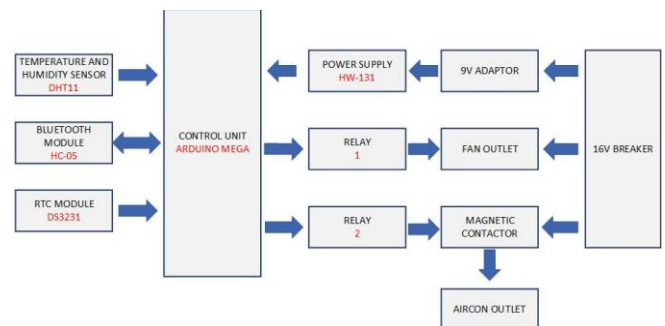 TEMPERATURE AND
HUMIDITY SENSOR
DHT11
BLUETOOTH
MODULE
HC-05
RTC MODULE
DS3231
CONTROL UNIT
ARDUINO MEGA
POWER SUPPLY
HW-131
RELAY
1
RELAY
2
9V ADAPTOR
FAN OUTLET
MAGNETIC
CONTACTOR
AIRCON OUTLET
16V BREAKER